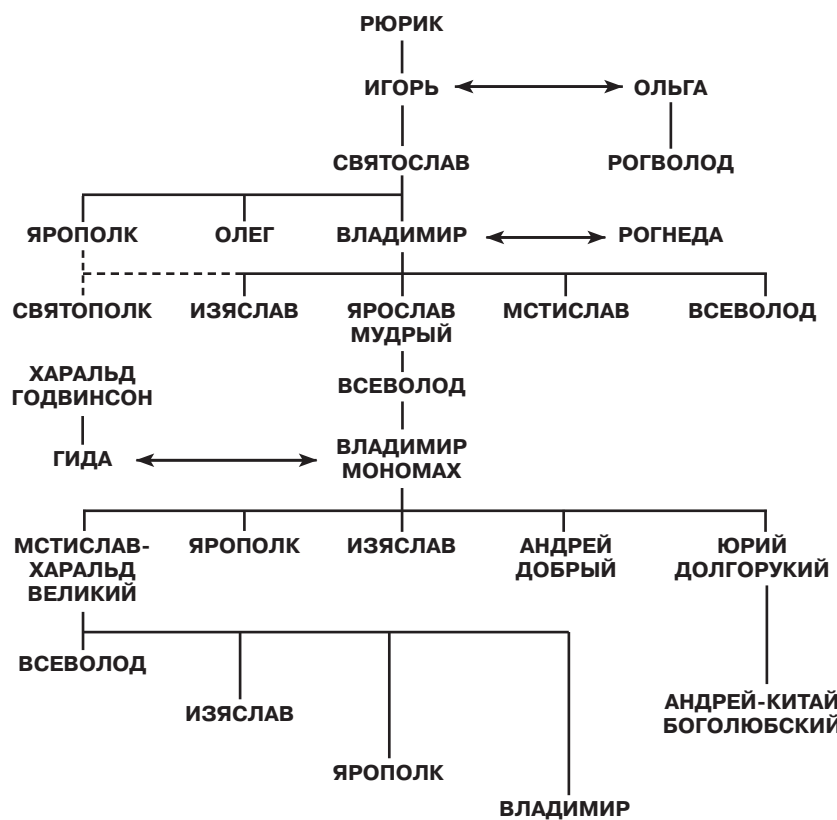 РЮРИК
ИГОРЬ
ОЛЬГА
СВЯТОСЛАВ
РОГВОЛОД
ЯРОПОЛК
ОЛЕГ
ВЛАДИМИР
РОГНЕДА
СВЯТОПОЛК
ИЗЯСЛАВ
ЯРОСЛАВ
МУДРЫЙ
МСТИСЛАВ
ВСЕВОЛОД
ХАРАЛЬД
ГОДВИНСОН
ВСЕВОЛОД
ГИДА
ВЛАДИМИР
МОНОМАХ
МСТИСЛАВ-
ХАРАЛЬД
ВЕЛИКИЙ
ЯРОПОЛК
ИЗЯСЛАВ
АНДРЕЙ
ДОБРЫЙ
ЮРИЙ
ДОЛГОРУКИЙ
ВСЕВОЛОД
ИЗЯСЛАВ
АНДРЕЙ-КИТАЙ
БОГОЛЮБСКИЙ
ЯРОПОЛК
ВЛАДИМИР